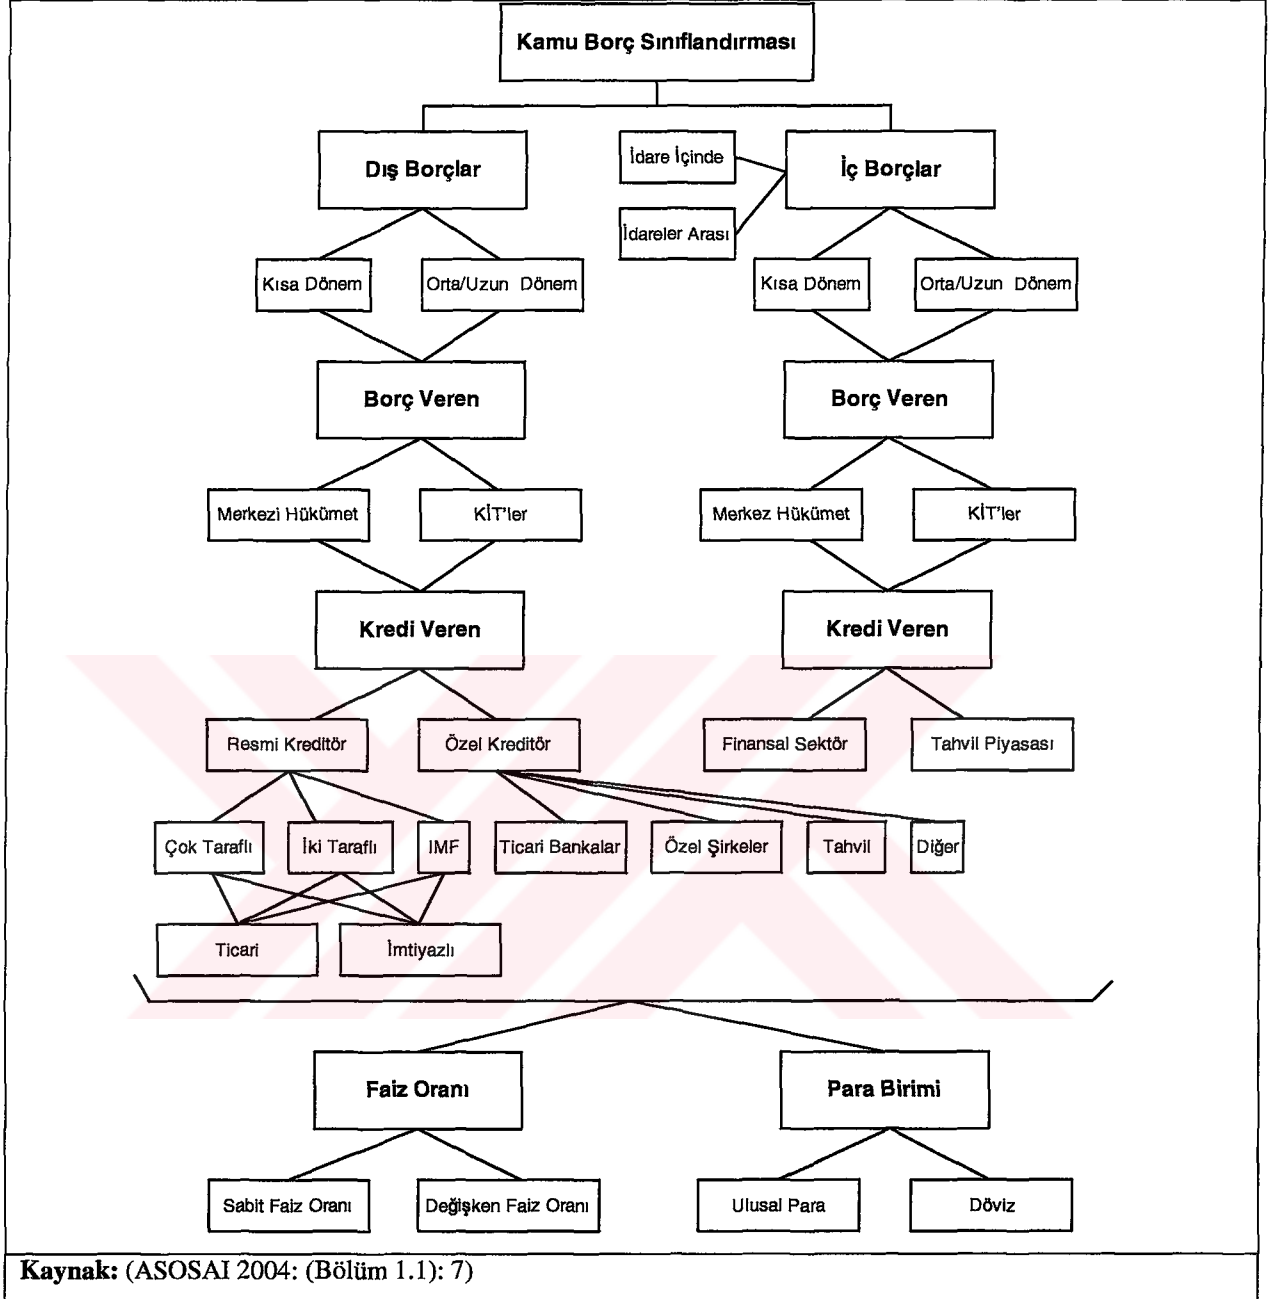 Kamu Borç Sınıflandırması
Dış Borçlar
İdare İçinde
İdareler Arası
İç Borçlar
Kısa Dönem
Orta/Uzun Dönem
Kısa Dönem
Orta/Uzun Dönem
Borç Veren
Borç Veren
Merkezi Hükümet
KİT'ler
Merkez Hükümet
KİT'ler
Kredi Veren
Kredi Veren
Resmi Kreditör
Özel Kreditör
Finansal Sektör
Tahvil Piyasası
Çok Taraflı
İki Taraflı
IMF
Ticari Bankalar
Özel Şirkeler
Tahvil
Diğer
Ticari
İmtiyazlı
Faiz Oranı
Para Birimi
Sabit Faiz Oranı
Değişken Faiz Oranı
Ulusal Para
Döviz
Kaynak: (ASOSAI 2004: (Bölüm 1.1): 7)